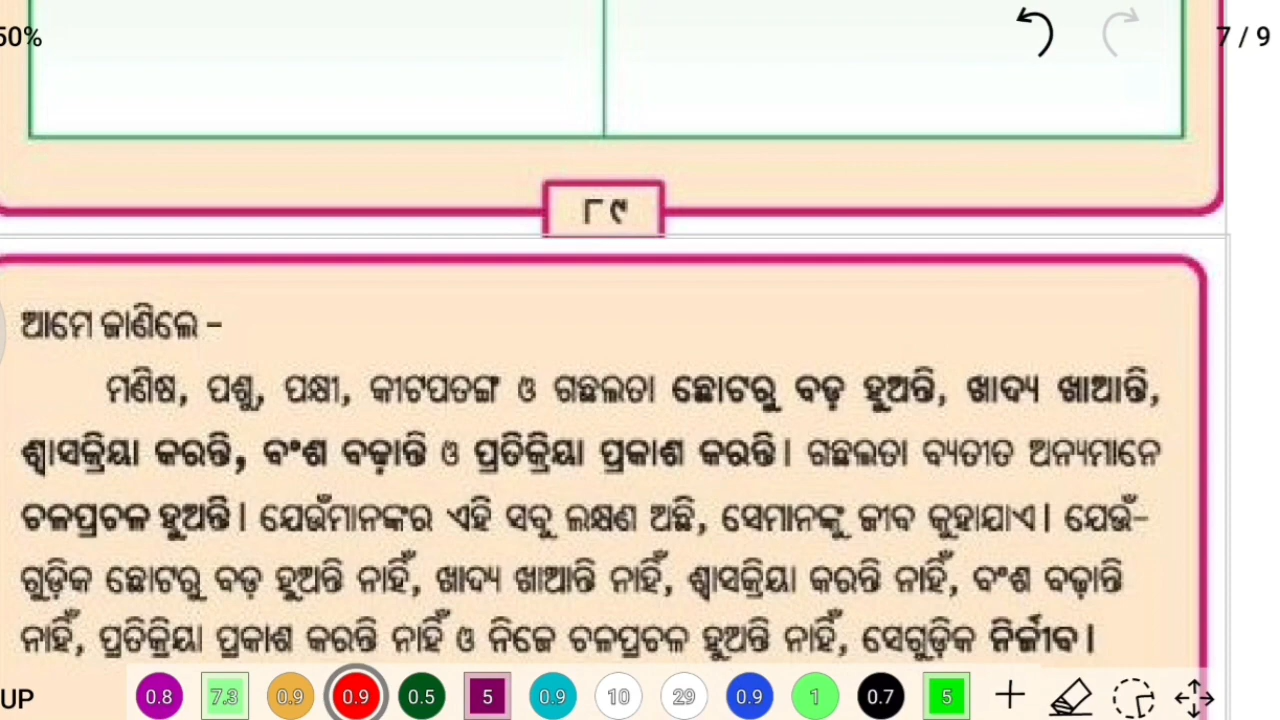 50%
7 / 9
୮୯
ଆମେ ଜାଣିଲେ –
ମଣିଷ, ପଶୁ, ପକ୍ଷୀ, କୀଟପତଙ୍ଗ ଓ ଗଛଲତା ଛୋଟରୁ ବଡ଼ ହୁଅନ୍ତି, ଖାଦ୍ୟ ଖାଆନ୍ତି,
ଶ୍ୱାସକ୍ରିୟା କରନ୍ତି, ବଂଶ ବଢ଼ାନ୍ତି ଓ ପ୍ରତିକ୍ରିୟା ପ୍ରକାଶ କରନ୍ତି। ଗଛଲତା ବ୍ୟତୀତ ଅନ୍ୟମାନେ
ଚଳପ୍ରଚଳ ହୁଅନ୍ତି। ଯେଉଁମାନଙ୍କର ଏହି ସବୁ ଲକ୍ଷଣ ଅଛି, ସେମାନଙ୍କୁ ଜୀବ କୁହାଯାଏ। ଯେଉଁ–
ଗୁଡ଼ିକ ଛୋଟରୁ ବଡ଼ ହୁଅନ୍ତି ନାହିଁ, ଖାଦ୍ୟ ଖାଆନ୍ତି ନାହିଁ, ଶ୍ୱାସକ୍ରିୟା କରନ୍ତି ନାହିଁ, ବଂଶ ବଢ଼ାନ୍ତି
ନାହିଁ, ପ୍ରତିକ୍ରିୟା ପ୍ରକାଶ କରନ୍ତି ନାହିଁ ଓ ନିଜେ ଚଳପ୍ରଚଳ ହୁଅନ୍ତି ନାହିଁ, ସେଗୁଡ଼ିକ ନିର୍ଜୀବ।
UP 0.8 7.3 0.9 0.9 0.5 5 0.9 10 29 0.9 1 0.7 5